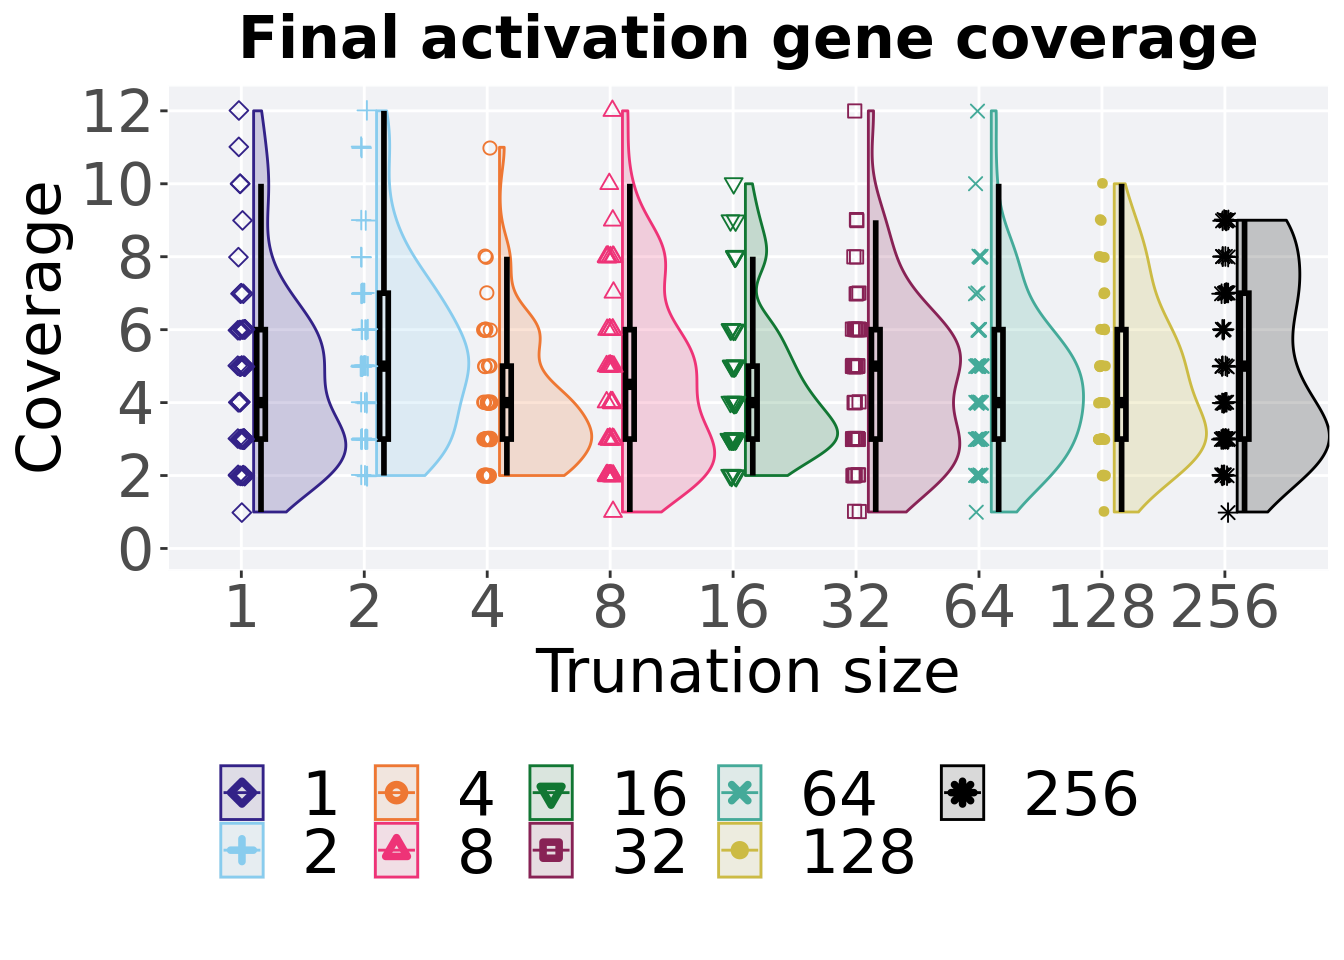 Final activation gene coverage
12
10
8
6
4
2
0
Coverage
1 2 4 8 16 32 64 128 256
Trunation size
1 4 16 64 256
2 8 32 128